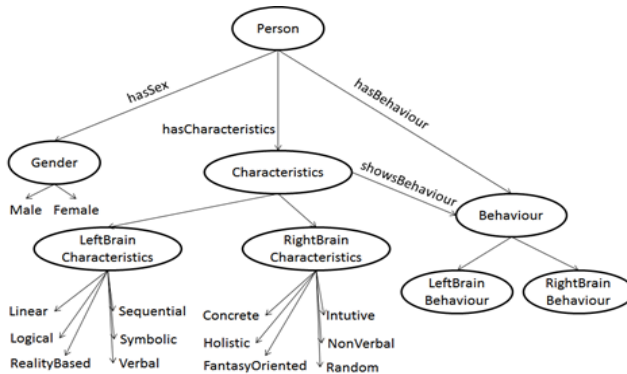 Person
hasSex
hasBehaviour
hasCharacteristics
Gender
Characteristics
showsBehaviour
Male Female
Behaviour
LeftBrain
Characteristics
RightBrain
Characteristics
LeftBrain
Behaviour
RightBrain
Behaviour
Linear
Sequential
Logical
Symbolic
RealityBased
Verbal
Concrete
Intutive
Holistic
NonVerbal
FantasyOriented
Random